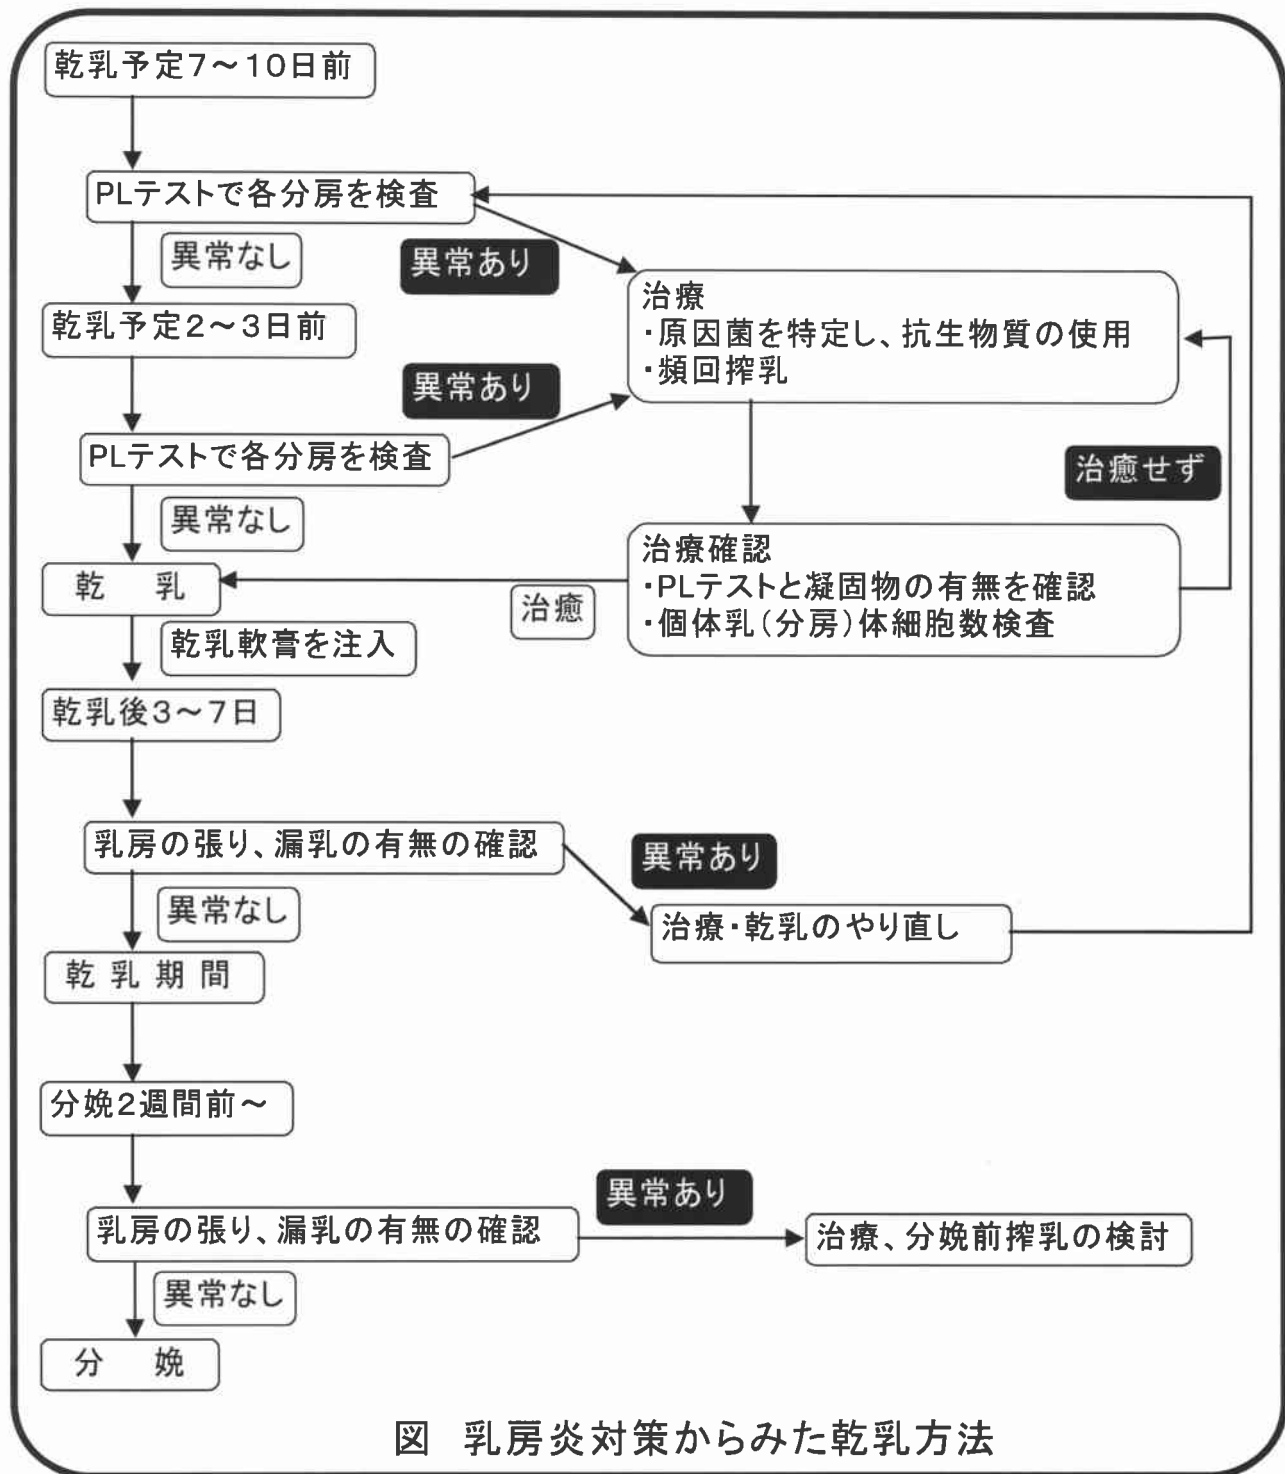 乾乳予定7～10日前
PLテストで各分房を検査
異常なし
異常あり
治療
・原因菌を特定し、抗生物質の使用
・頻回搾乳
乾乳予定2～3日前
異常あり
PLテストで各分房を検査
治癒せず
異常なし
治療確認
・PLテストと凝固物の有無を確認
・個体乳(分房)体細胞数検査
乾　乳
治癒
乾乳軟膏を注入
乾乳後3～7日
乳房の張り、漏乳の有無の確認
異常あり
異常なし
治療・乾乳のやり直し
乾 乳 期 間
分娩2週間前～
異常あり
乳房の張り、漏乳の有無の確認
治療、分娩前搾乳の検討
異常なし
分　娩
図　乳房炎対策からみた乾乳方法